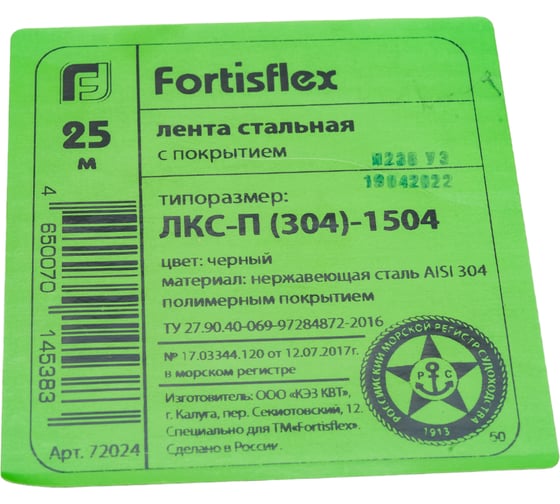 Fortisflex
25
м
лента стальная
с покрытием
И236 УЭ
19042022
типоразмер:
ЛКС-П (304)-1504
цвет: черный
материал: нержавеющая сталь AISI 304
полимерным покрытием
ТУ 27.90.40-069-97284872-2016
№ 17.03344.120 от 12.07.2017г.
в морском регистре
Изготовитель: ООО «КЭЗ КВТ»,
г. Калуга, пер. Секиотовский, 12.
Специально для ТМ«Fortisflex».
Сделано в России.
Арт. 72024
4 650070 145383
РОССИЙСКИЙ МОРСКОЙ РЕГИСТР СУДОХОДСТВА
Р С
1913
50